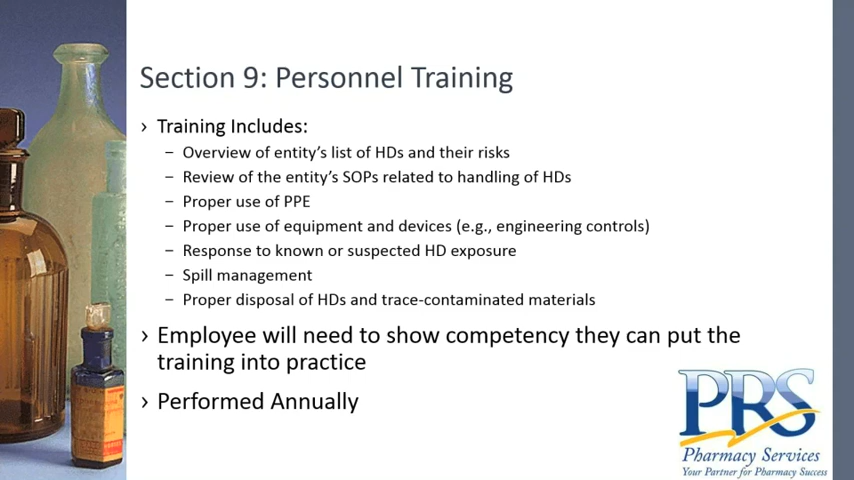 Section 9: Personnel Training
› Training Includes:
– Overview of entity's list of HDs and their risks
– Review of the entity's SOPs related to handling of HDs
– Proper use of PPE
– Proper use of equipment and devices (e.g., engineering controls)
– Response to known or suspected HD exposure
– Spill management
– Proper disposal of HDs and trace-contaminated materials
› Employee will need to show competency they can put the
training into practice
› Performed Annually
PRS
Pharmacy Services
Your Partner for Pharmacy Success